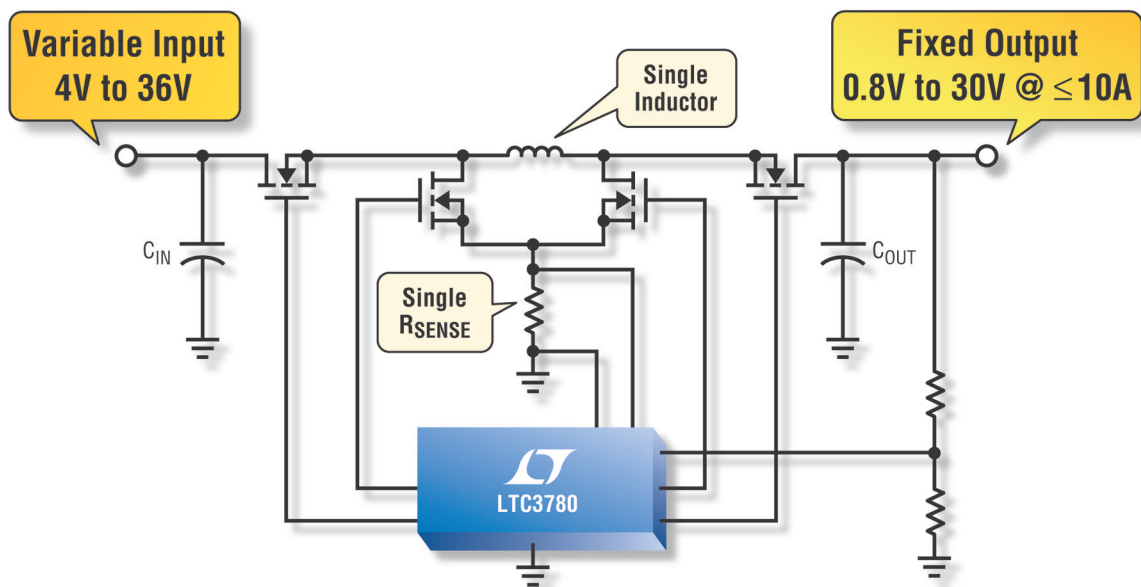 Variable Input
4V to 36V
Single
Inductor
Fixed Output
0.8V to 30V @ ≤10A
CIN
COUT
Single
RSENSE
LTC3780